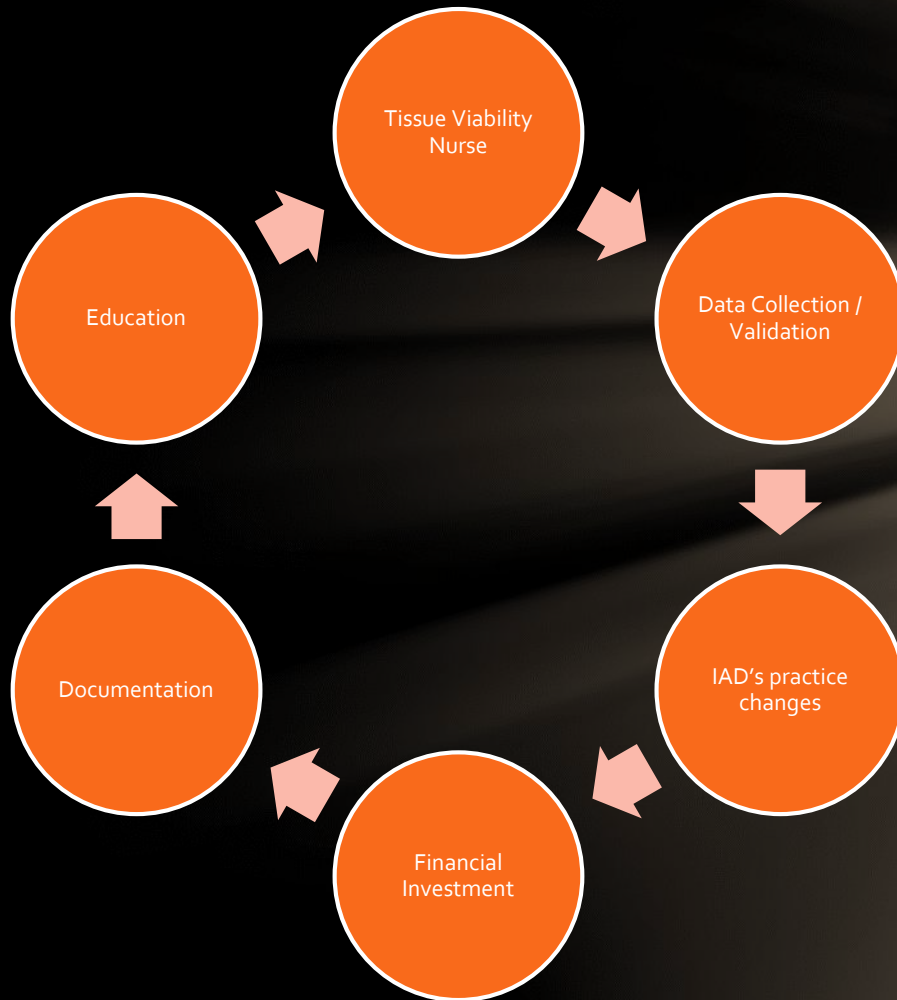 Tissue Viability
Nurse
Data Collection /
Validation
IAD's practice
changes
Financial
Investment
Documentation
Education